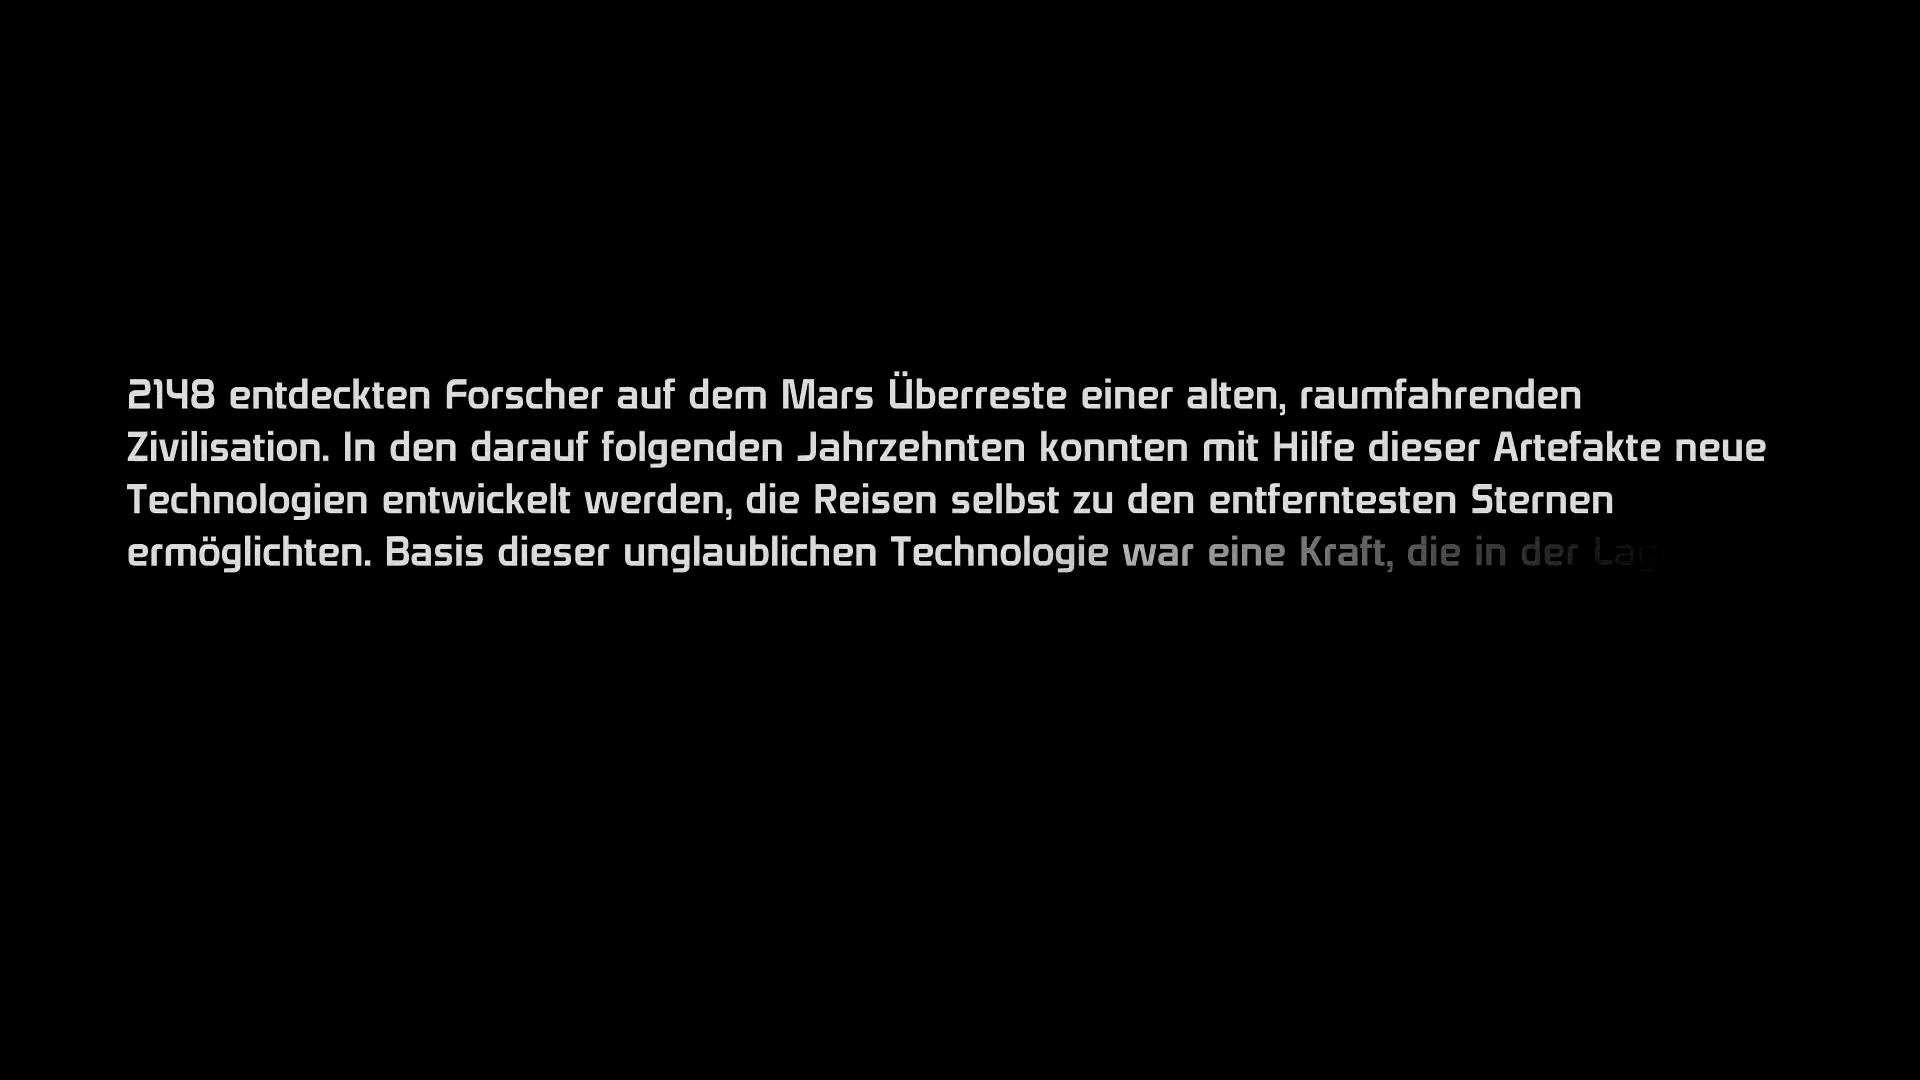 2148 entdeckten Forscher auf dem Mars Überreste einer alten, raumfahrenden
Zivilisation. In den darauf folgenden Jahrzehnten konnten mit Hilfe dieser Artefakte neue
Technologien entwickelt werden, die Reisen selbst zu den entferntesten Sternen
ermöglichten. Basis dieser unglaublichen Technologie war eine Kraft, die in der Lag